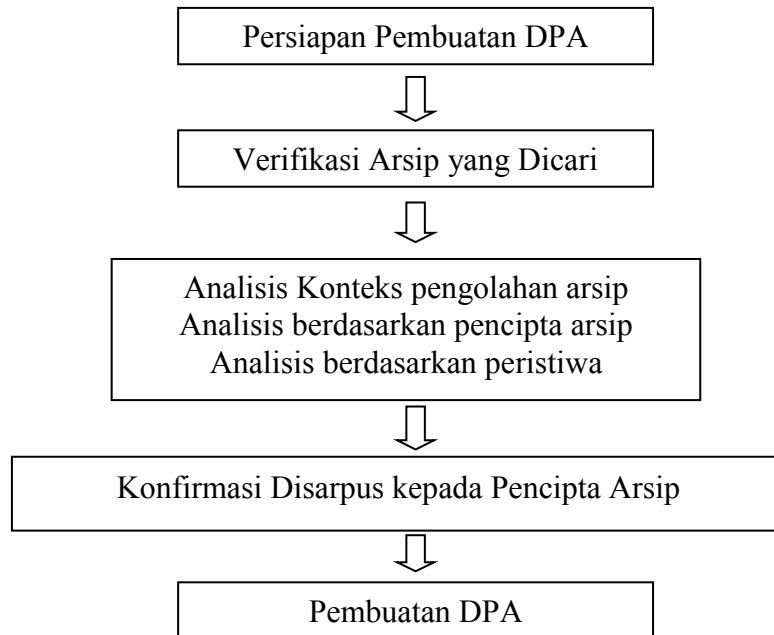 Persiapan Pembuatan DPA
Verifikasi Arsip yang Dicari
Analisis Konteks pengolahan arsip
Analisis berdasarkan pencipta arsip
Analisis berdasarkan peristiwa
Konfirmasi Disarpus kepada Pencipta Arsip
Pembuatan DPA